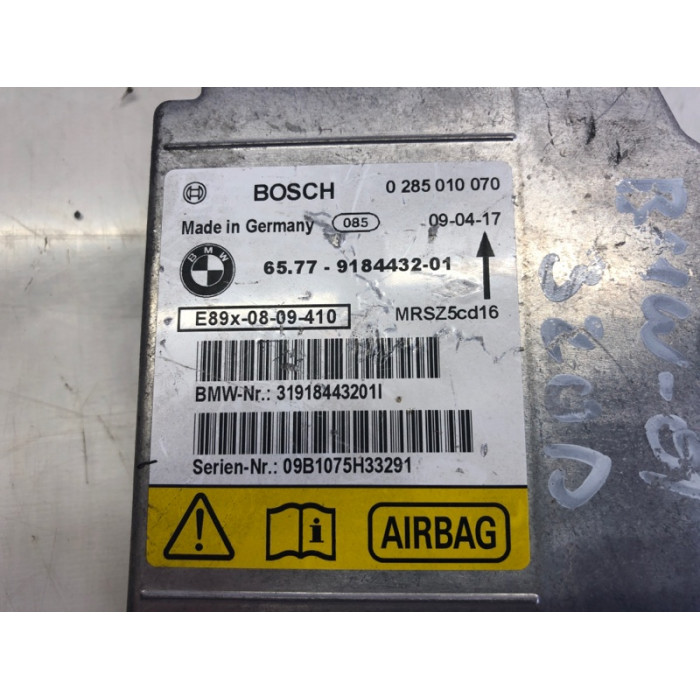 BOSCH 0 285 010 070
Made in Germany 085 09-04-17
BMW 65.77 - 9184432-01
E89x-08-09-410 MRSZ5cd16
BMW-Nr.: 31918443201I
Serien-Nr.: 09B1075H33291
AIRBAG